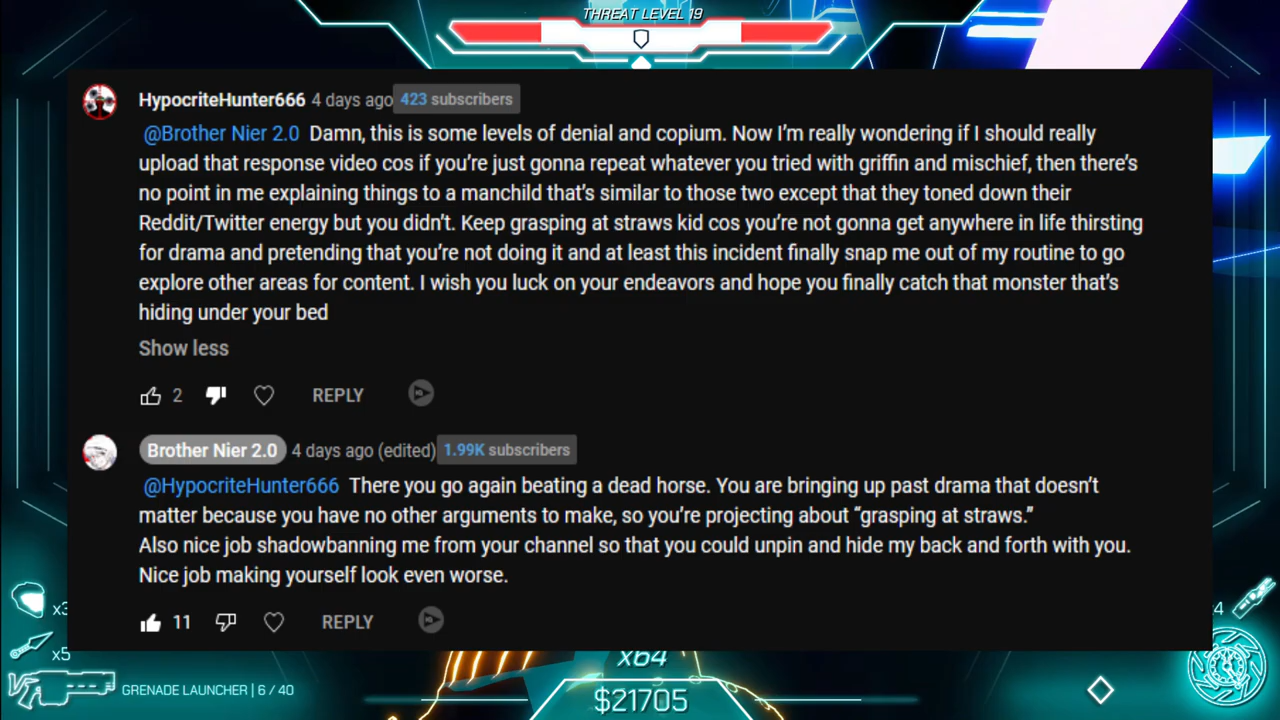 THREAT LEVEL 19
HypocriteHunter666 4 days ago 423 subscribers
@Brother Nier 2.0 Damn, this is some levels of denial and copium. Now I'm really wondering if I should really
upload that response video cos if you're just gonna repeat whatever you tried with griffin and mischief, then there's
no point in me explaining things to a manchild that's similar to those two except that they toned down their
Reddit/Twitter energy but you didn't. Keep grasping at straws kid cos you're not gonna get anywhere in life thirsting
for drama and pretending that you're not doing it and at least this incident finally snap me out of my routine to go
explore other areas for content. I wish you luck on your endeavors and hope you finally catch that monster that's
hiding under your bed
Show less
2 REPLY
Brother Nier 2.0 4 days ago (edited) 1.99K subscribers
@HypocriteHunter666 There you go again beating a dead horse. You are bringing up past drama that doesn't
matter because you have no other arguments to make, so you're projecting about “grasping at straws.”
Also nice job shadowbanning me from your channel so that you could unpin and hide my back and forth with you.
Nice job making yourself look even worse.
11 REPLY
x5
x64
GRENADE LAUNCHER | 6 / 40
$21705